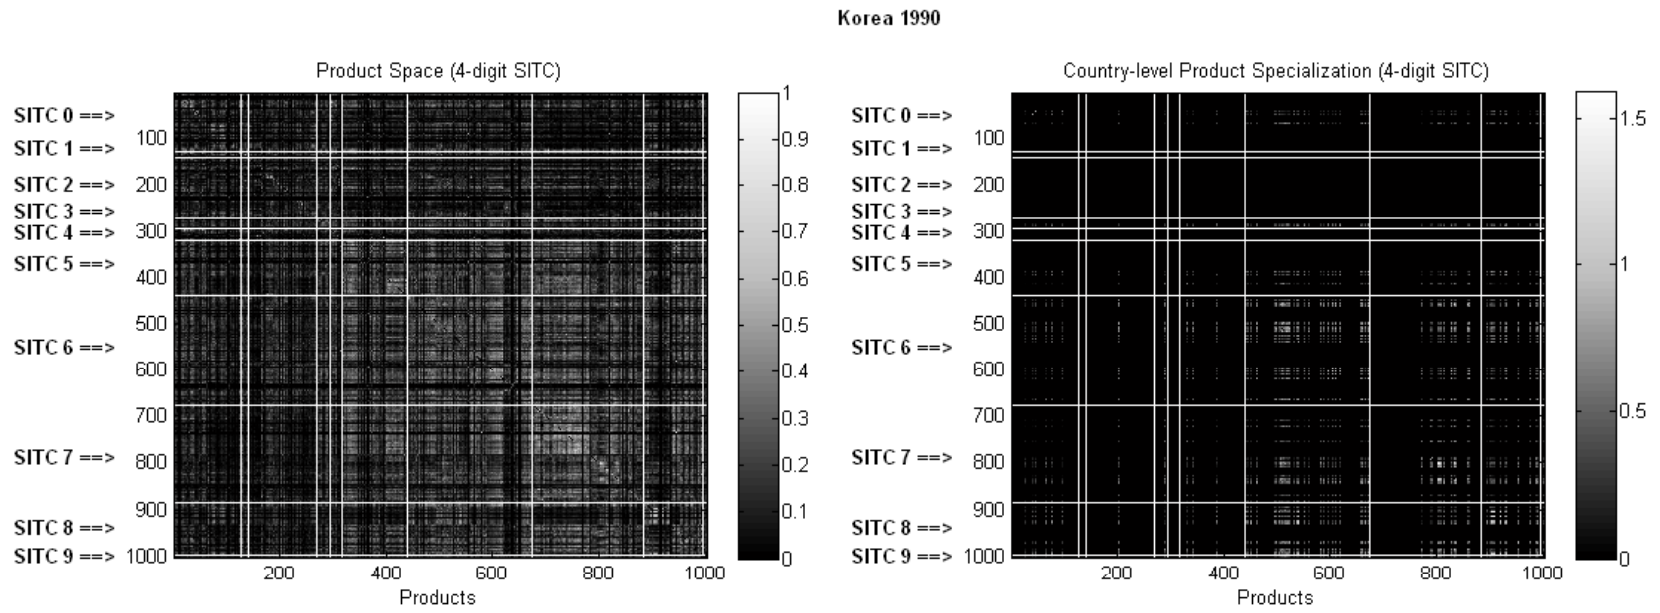 Korea 1990
Product Space (4-digit SITC)
SITC 0 ==>
SITC 1 ==>
SITC 2 ==>
SITC 3 ==>
SITC 4 ==>
SITC 5 ==>
SITC 6 ==>
SITC 7 ==>
SITC 8 ==>
SITC 9 ==>
100
200
300
400
500
600
700
800
900
1000
200 400 600 800 1000
Products
1
0.9
0.8
0.7
0.6
0.5
0.4
0.3
0.2
0.1
0
Country-level Product Specialization (4-digit SITC)
SITC 0 ==>
SITC 1 ==>
SITC 2 ==>
SITC 3 ==>
SITC 4 ==>
SITC 5 ==>
SITC 6 ==>
SITC 7 ==>
SITC 8 ==>
SITC 9 ==>
100
200
300
400
500
600
700
800
900
1000
200 400 600 800 1000
Products
1.5
1
0.5
0